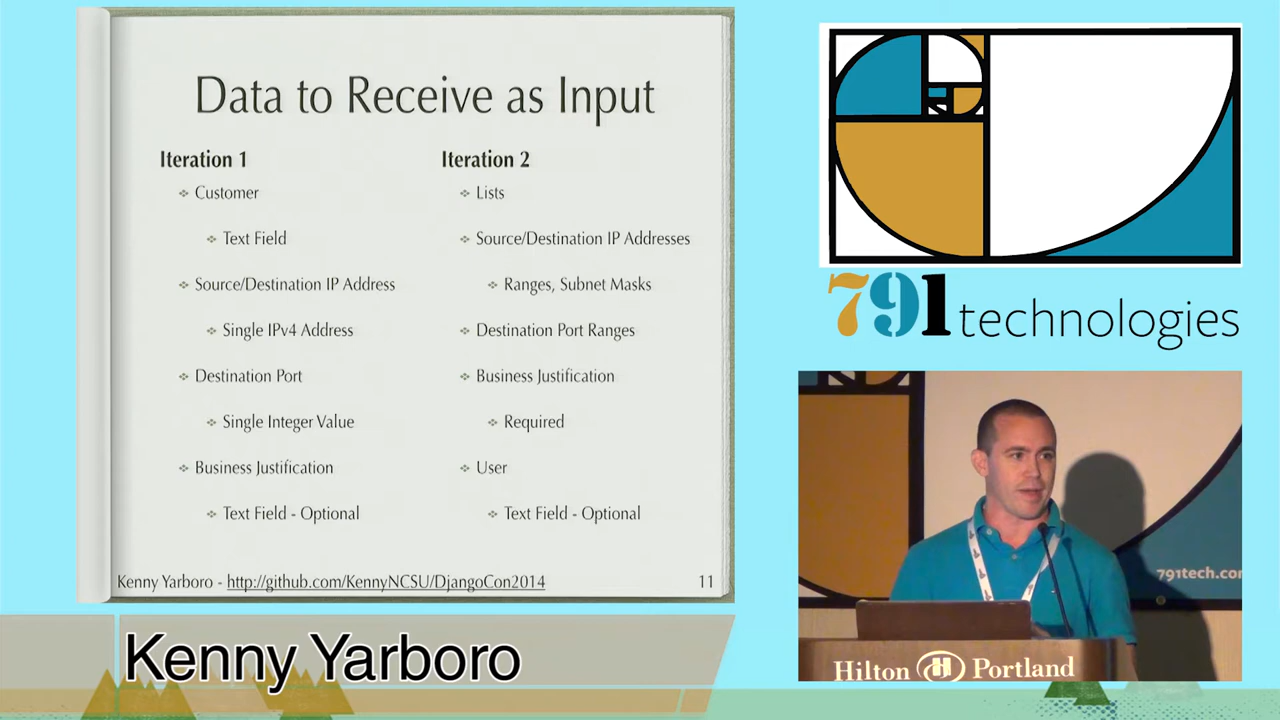 Data to Receive as Input
Iteration 1
Customer
Text Field
Source/Destination IP Address
Single IPv4 Address
Destination Port
Single Integer Value
Business Justification
Text Field - Optional
Iteration 2
Lists
Source/Destination IP Addresses
Ranges, Subnet Masks
Destination Port Ranges
Business Justification
Required
User
Text Field - Optional
Kenny Yarboro - http://github.com/KennyNCSU/DjangoCon2014
11
Kenny Yarboro
791 technologies
791tech.com
Hilton H Portland